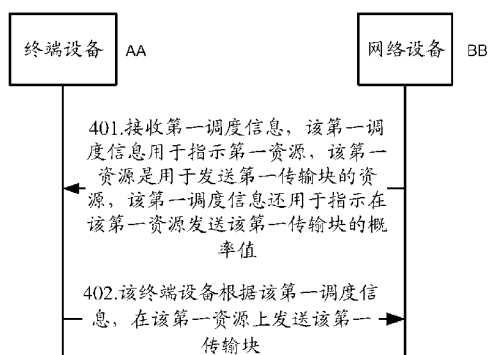 终端设备
AA
网络设备
BB
401.接收第一调度信息，该第一调
度信息用于指示第一资源，该第一
资源是用于发送第一传输块的资
源，该第一调度信息还用于指示在
该第一资源发送该第一传输块的概
率值
402.该终端设备根据该第一调度信
息，在该第一资源上发送该第一
传输块